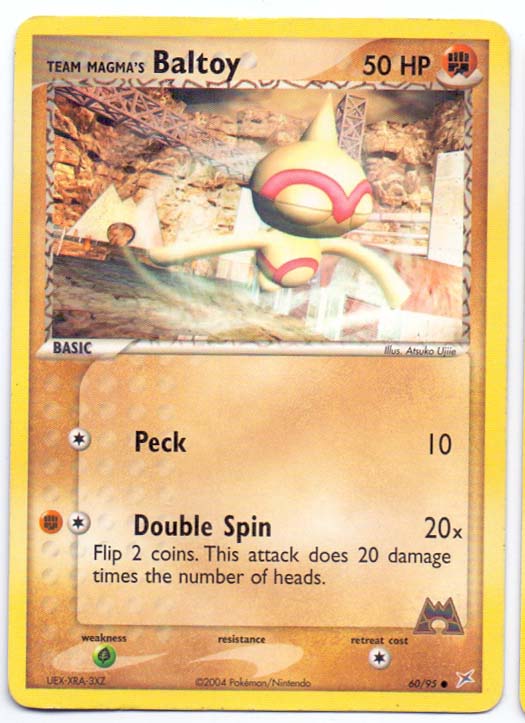 TEAM MAGMA'S Baltoy 50 HP
BASIC
Illus. Atsuko Ujiie
Peck 10
Double Spin 20x
Flip 2 coins. This attack does 20 damage
times the number of heads.
weakness resistance retreat cost
UEX-XRA-3XZ ©2004 Pokémon/Nintendo 60/95